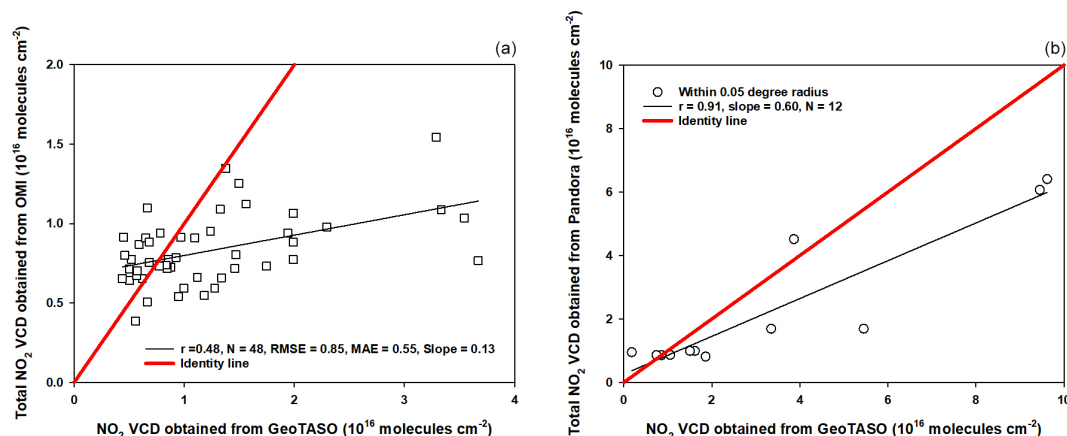 (a)
Total NO2 VCD obtained from OMI (10^16 molecules cm^-2)
2.0
1.5
1.0
0.5
0.0
r =0.48, N = 48, RMSE = 0.85, MAE = 0.55, Slope = 0.13
Identity line
0 1 2 3 4
NO2 VCD obtained from GeoTASO (10^16 molecules cm^-2)
(b)
Total NO2 VCD obtained from Pandora (10^16 molecules cm^-2)
10
8
6
4
2
0
Within 0.05 degree radius
r = 0.91, slope = 0.60, N = 12
Identity line
0 2 4 6 8 10
NO2 VCD obtained from GeoTASO (10^16 molecules cm^-2)